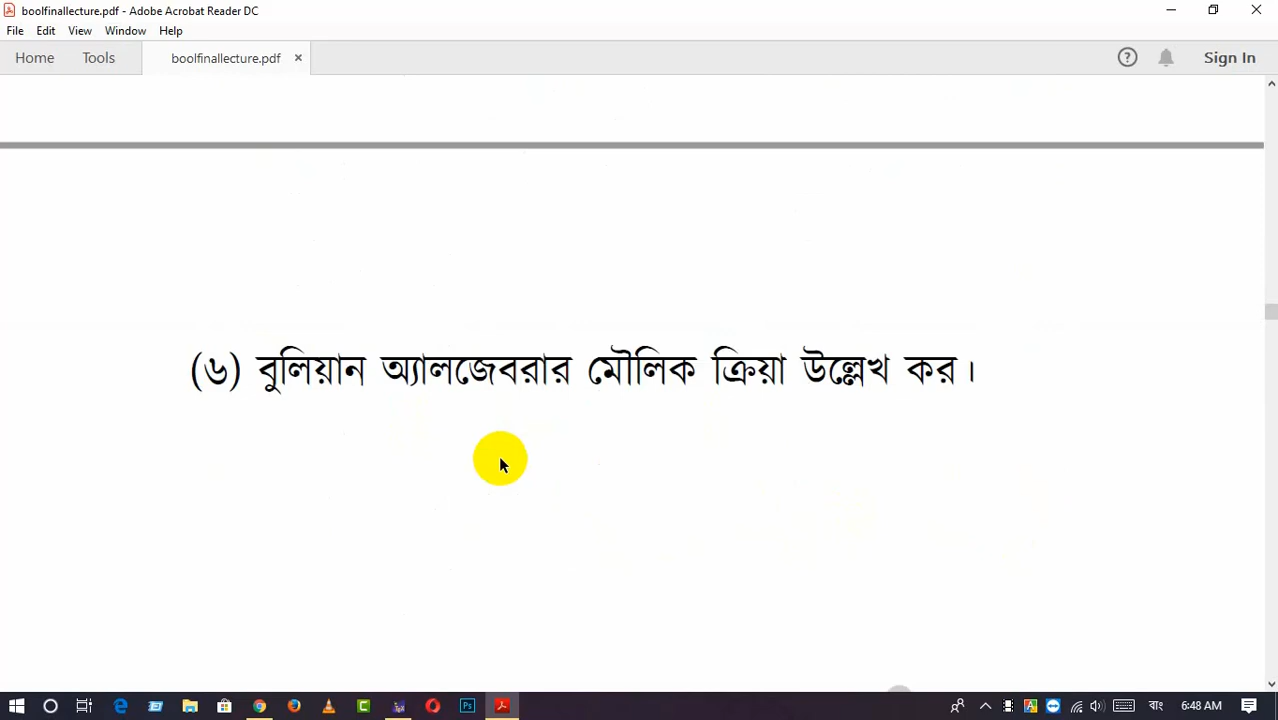 boolfinallecture.pdf - Adobe Acrobat Reader DC
File Edit View Window Help
Home Tools boolfinallecture.pdf × ? Sign In
(৬) বুলিয়ান অ্যালজেবরার মৌলিক ক্রিয়া উল্লেখ কর।
বাং 6:48 AM